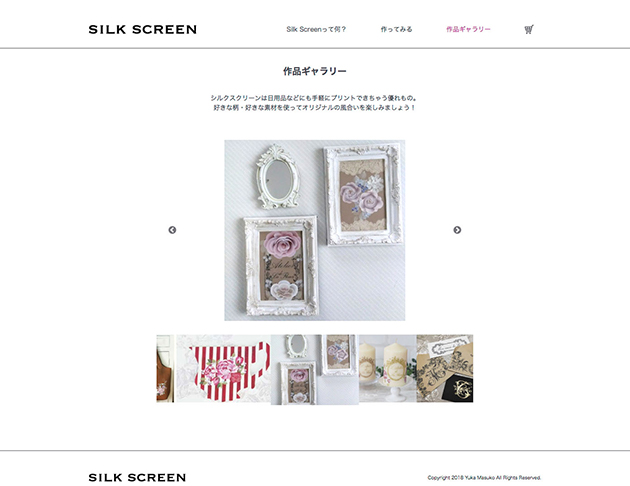 SILK SCREEN
Silk Screenって何？
作ってみる
作品ギャラリー
作品ギャラリー
シルクスクリーンは日用品などにも手軽にプリントできちゃう優れもの。
好きな柄・好きな素材を使ってオリジナルの風合いを楽しみましょう！
SILK SCREEN
Copyright 2018 Yuka Masuko All Rights Reserved.